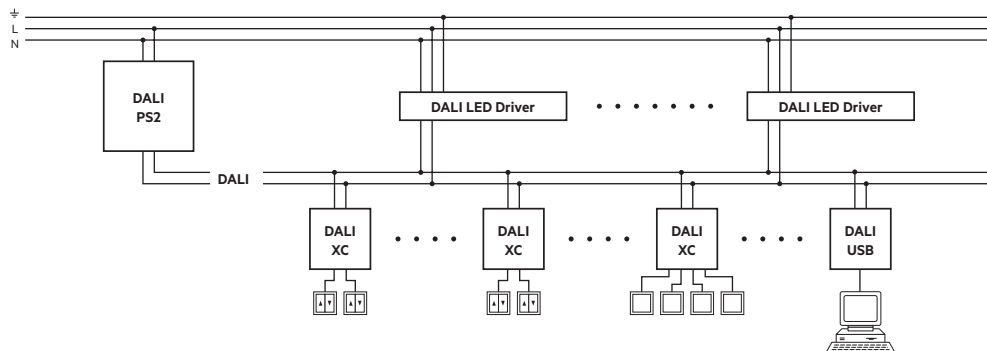 ⏚
L
N
DALI
PS2
DALI LED Driver
DALI LED Driver
DALI
DALI
XC
DALI
XC
DALI
XC
DALI
USB